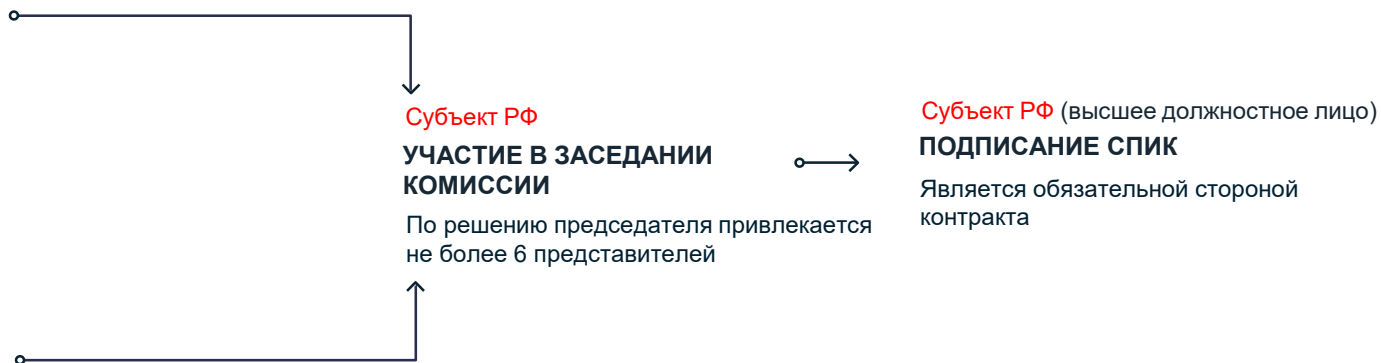 Субъект РФ
УЧАСТИЕ В ЗАСЕДАНИИ
КОМИССИИ
По решению председателя привлекается
не более 6 представителей
Субъект РФ (высшее должностное лицо)
ПОДПИСАНИЕ СПИК
Является обязательной стороной
контракта